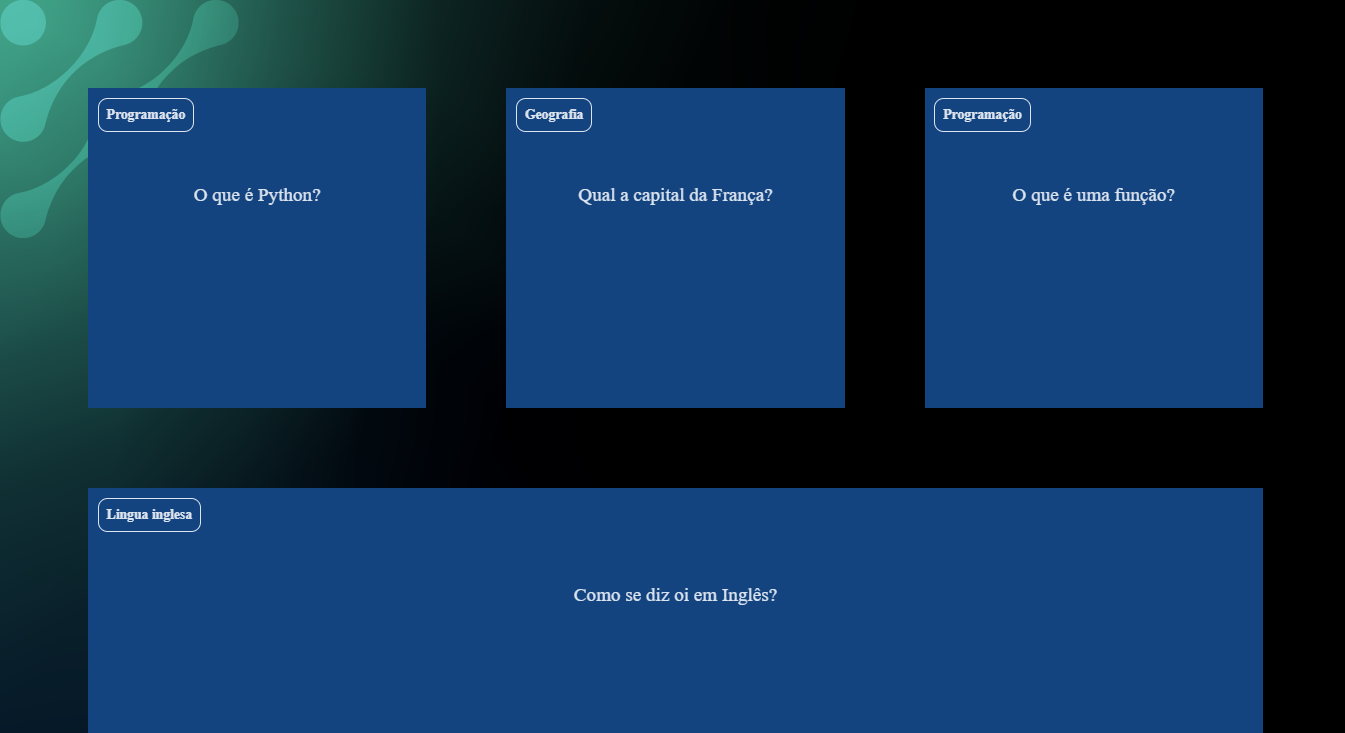 Programação
O que é Python?
Geografia
Qual a capital da França?
Programação
O que é uma função?
Lingua inglesa
Como se diz oi em Inglês?